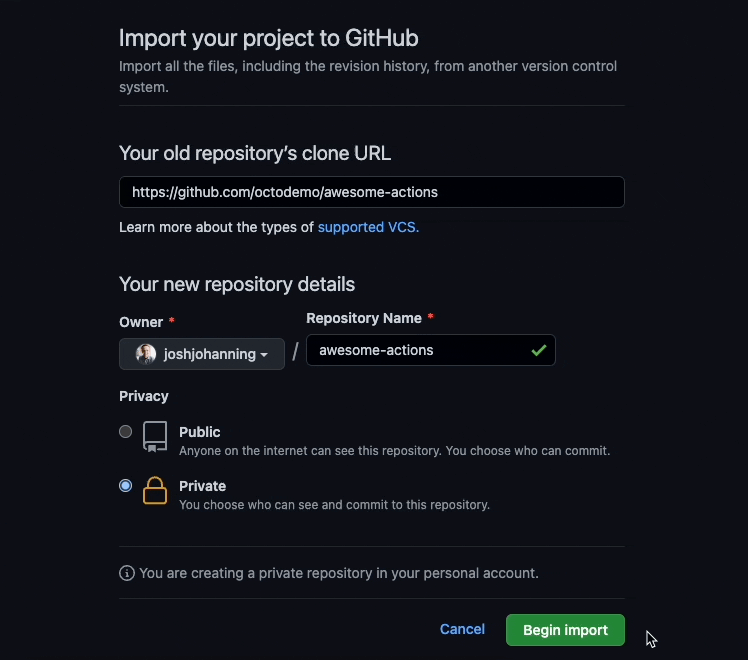 Import your project to GitHub
Import all the files, including the revision history, from another version control
system.
Your old repository's clone URL
https://github.com/octodemo/awesome-actions
Learn more about the types of supported VCS.
Your new repository details
Owner *
Repository Name *
joshjohanning
/
awesome-actions
Privacy
Public
Anyone on the internet can see this repository. You choose who can commit.
Private
You choose who can see and commit to this repository.
You are creating a private repository in your personal account.
Cancel
Begin import